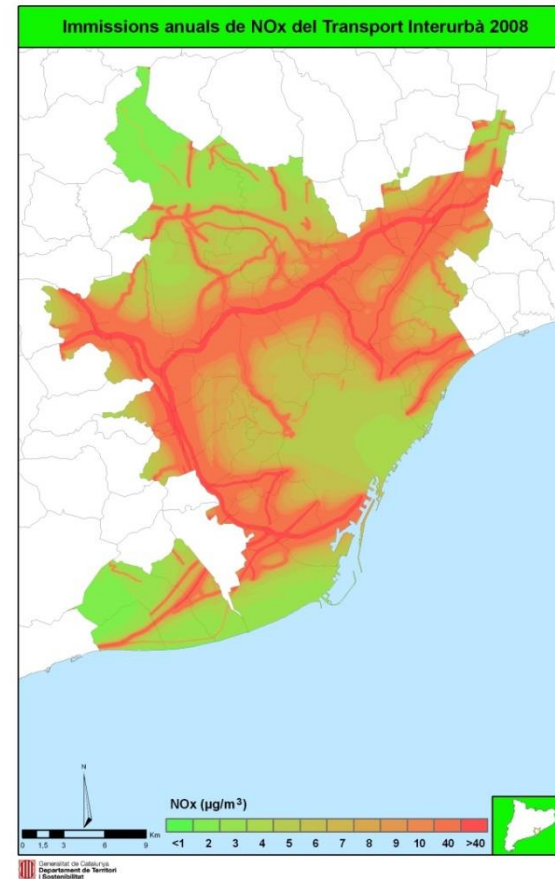 Immissions anuals de NOx del Transport Interurbà 2008
N
NOx (µg/m³)
0 1,5 3 6 9 Km
<1 2 3 4 5 6 7 8 9 10 40 >40
Generalitat de Catalunya
Departament de Territori
i Sostenibilitat